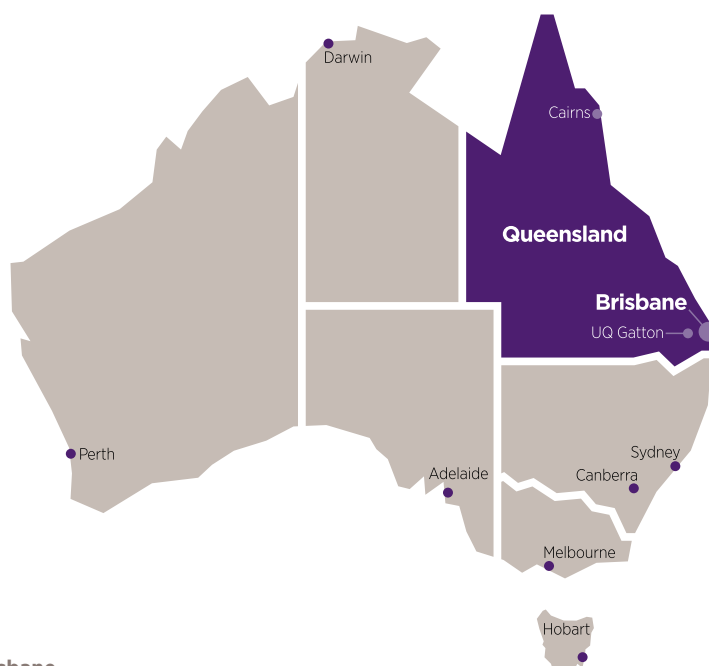 Darwin
Cairns
Queensland
Brisbane
UQ Gatton
Perth
Sydney
Adelaide
Canberra
Melbourne
Hobart